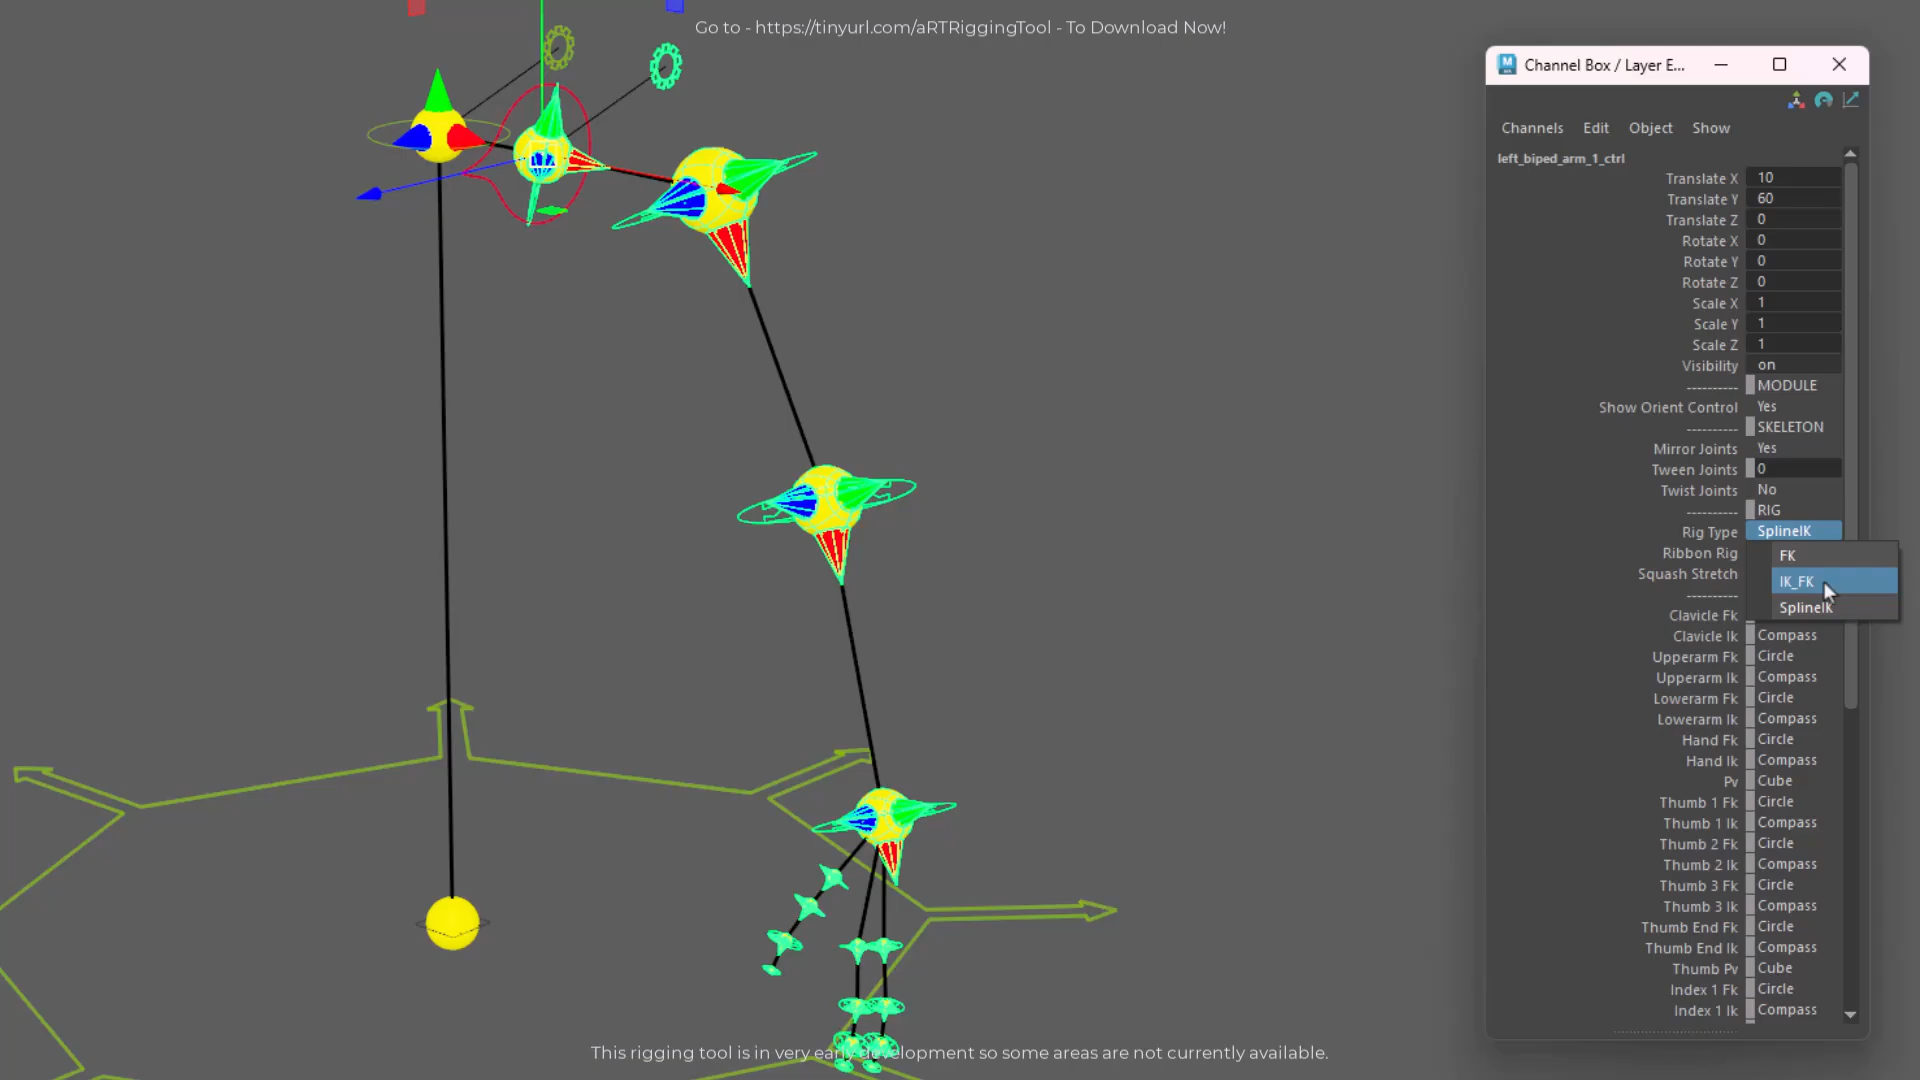 Go to - https://tinyurl.com/aRTRiggingTool - To Download Now!
Channel Box / Layer E...
Channels Edit Object Show
left_biped_arm_1_ctrl
Translate X 10
Translate Y 60
Translate Z 0
Rotate X 0
Rotate Y 0
Rotate Z 0
Scale X 1
Scale Y 1
Scale Z 1
Visibility on
---------- MODULE
Show Orient Control Yes
---------- SKELETON
Mirror Joints Yes
Tween Joints 0
Twist Joints No
---------- RIG
Rig Type SplineIK
Ribbon Rig
FK
Squash Stretch
IK_FK
----------
SplineIK
Clavicle Fk
Clavicle Ik Compass
Upperarm Fk Circle
Upperarm Ik Compass
Lowerarm Fk Circle
Lowerarm Ik Compass
Hand Fk Circle
Hand Ik Compass
Pv Cube
Thumb 1 Fk Circle
Thumb 1 Ik Compass
Thumb 2 Fk Circle
Thumb 2 Ik Compass
Thumb 3 Fk Circle
Thumb 3 Ik Compass
Thumb End Fk Circle
Thumb End Ik Compass
Thumb Pv Cube
Index 1 Fk Circle
Index 1 Ik Compass
This rigging tool is in very early development so some areas are not currently available.